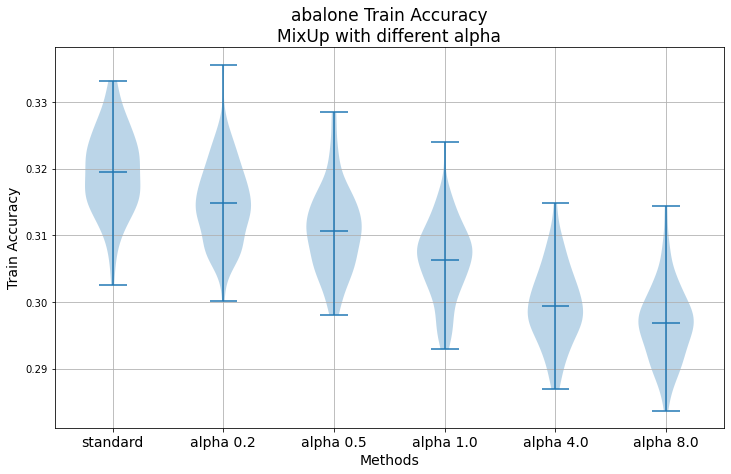 abalone Train Accuracy
MixUp with different alpha
Train Accuracy
0.33
0.32
0.31
0.30
0.29
standard
alpha 0.2
alpha 0.5
alpha 1.0
alpha 4.0
alpha 8.0
Methods